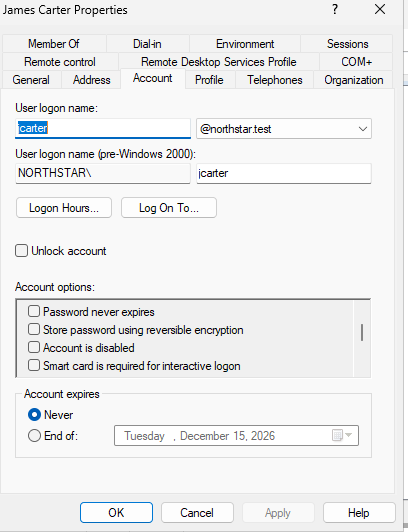 James Carter Properties
?
Member Of Dial-in Environment Sessions
Remote control Remote Desktop Services Profile COM+
General Address Account Profile Telephones Organization
User logon name:
jcarter @northstar.test
User logon name (pre-Windows 2000):
NORTHSTAR\ jcarter
Logon Hours... Log On To...
Unlock account
Account options:
Password never expires
Store password using reversible encryption
Account is disabled
Smart card is required for interactive logon
Account expires
Never
End of: Tuesday , December 15, 2026
OK Cancel Apply Help